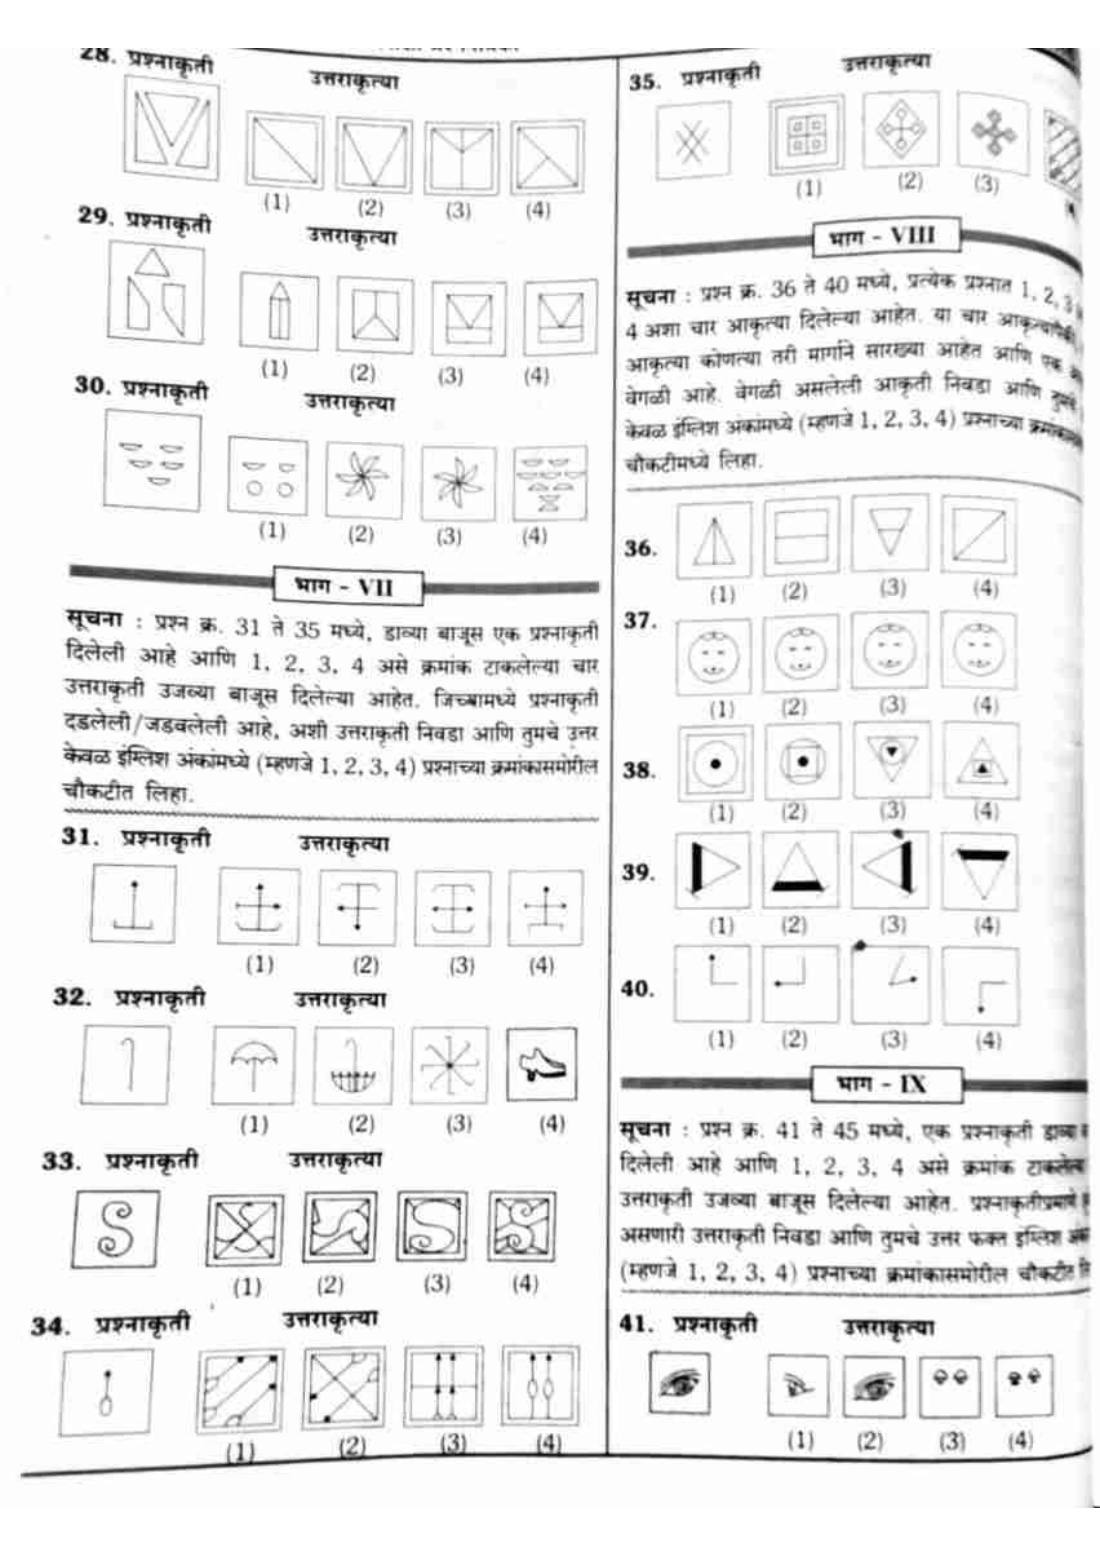 28. प्रश्नाकृती उत्तराकृत्या
(1) (2) (3) (4)
29. प्रश्नाकृती उत्तराकृत्या
(1) (2) (3) (4)
30. प्रश्नाकृती उत्तराकृत्या
(1) (2) (3) (4)
भाग - VII
सूचना : प्रश्न क्र. 31 ते 35 मध्ये, डाव्या बाजूस एक प्रश्नाकृती
दिलेली आहे आणि 1, 2, 3, 4 असे क्रमांक टाकलेल्या चार
उत्तराकृती उजव्या बाजूस दिलेल्या आहेत. जिच्यामध्ये प्रश्नाकृती
दडलेली/जडवलेली आहे, अशी उत्तराकृती निवडा आणि तुमचे उत्तर
केवळ इंग्लिश अंकांमध्ये (म्हणजे 1, 2, 3, 4) प्रश्नाच्या क्रमांकासमोरील
चौकटीत लिहा.
31. प्रश्नाकृती उत्तराकृत्या
(1) (2) (3) (4)
32. प्रश्नाकृती उत्तराकृत्या
(1) (2) (3) (4)
33. प्रश्नाकृती उत्तराकृत्या
(1) (2) (3) (4)
34. प्रश्नाकृती उत्तराकृत्या
(1) (2) (3) (4)
35. प्रश्नाकृती उत्तराकृत्या
(1) (2) (3)
भाग - VIII
सूचना : प्रश्न क्र. 36 ते 40 मध्ये, प्रत्येक प्रश्नात 1, 2, 3
4 अशा चार आकृत्या दिलेल्या आहेत. या चार
आकृत्या कोणत्या तरी मार्गाने सारख्या आहेत आणि एक
वेगळी आहे. वेगळी असलेली आकृती निवडा आणि
केवळ इंग्लिश अंकांमध्ये (म्हणजे 1, 2, 3, 4) प्रश्नाच्या
चौकटीमध्ये लिहा.
36.
(1) (2) (3) (4)
37.
(1) (2) (3) (4)
38.
(1) (2) (3) (4)
39.
(1) (2) (3) (4)
40.
(1) (2) (3) (4)
भाग - IX
सूचना : प्रश्न क्र. 41 ते 45 मध्ये, एक प्रश्नाकृती डाव्या
दिलेली आहे आणि 1, 2, 3, 4 असे क्रमांक टाकलेल्या
उत्तराकृती उजव्या बाजूस दिलेल्या आहेत. प्रश्नाकृतीप्रमाणे
असणारी उत्तराकृती निवडा आणि तुमचे उत्तर फक्त इंग्लिश
(म्हणजे 1, 2, 3, 4) प्रश्नाच्या क्रमांकासमोरील चौकटीत
41. प्रश्नाकृती उत्तराकृत्या
(1) (2) (3) (4)